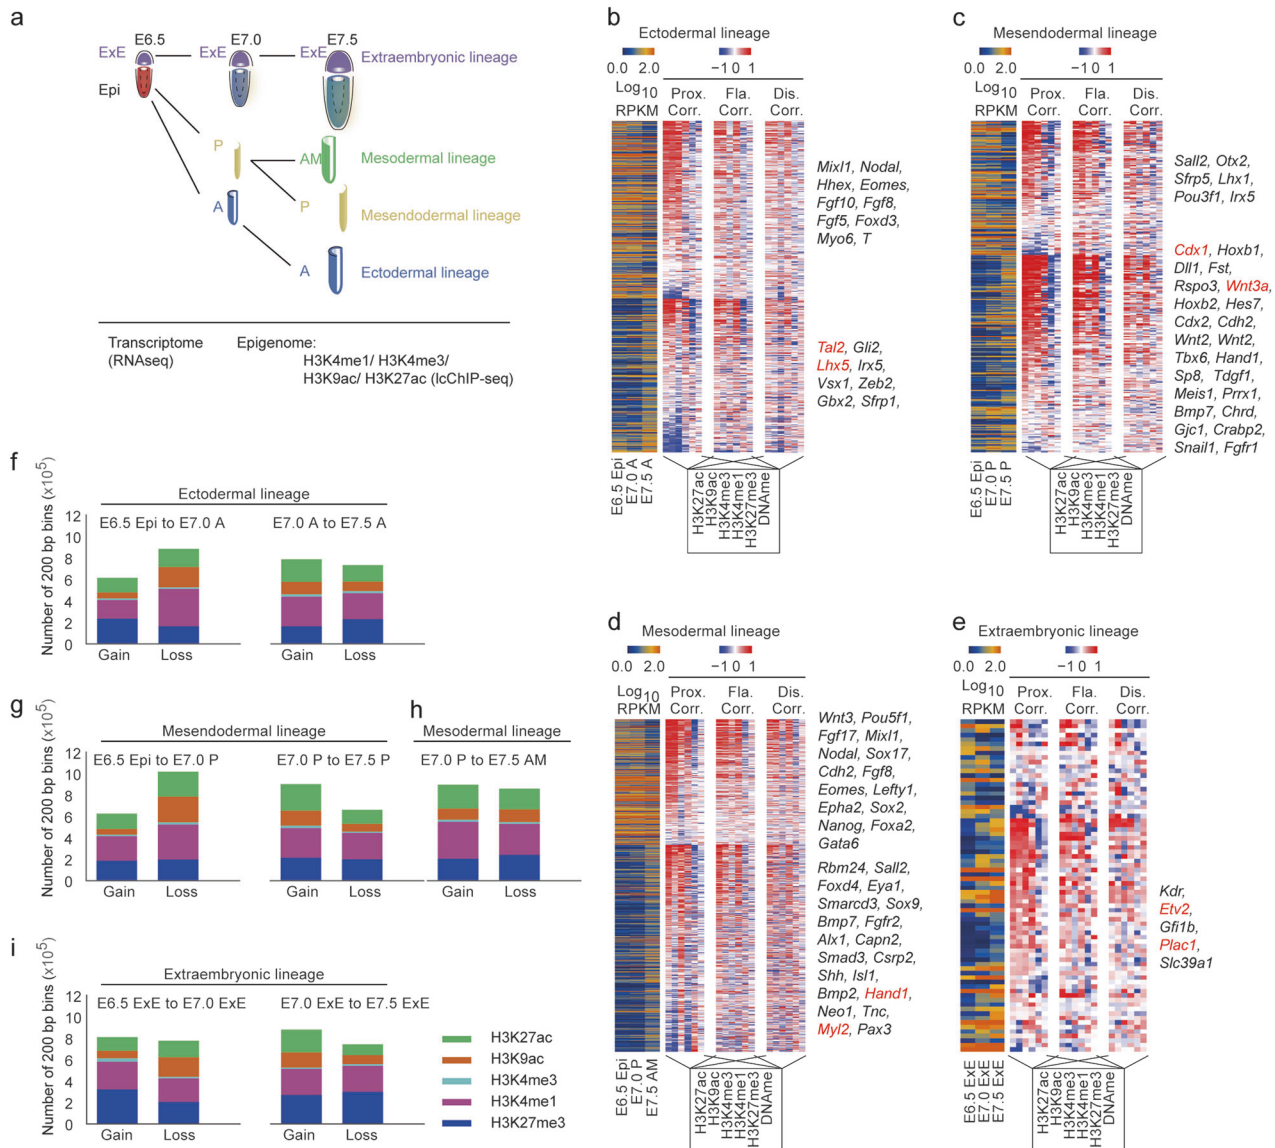 a
E6.5
E7.0
E7.5
ExE
ExE
ExE
Extraembryonic lineage
Epi
P
AM
Mesodermal lineage
A
P
Mesendodermal lineage
A
Ectodermal lineage
Transcriptome
(RNAseq)
Epigenome:
H3K4me1/ H3K4me3/
H3K9ac/ H3K27ac (lcChIP-seq)
b
Ectodermal lineage
0.0 2.0
−1 0 1
Log10
RPKM
Prox.
Corr.
Fla.
Corr.
Dis.
Corr.
Mixl1, Nodal,
Hhex, Eomes,
Fgf10, Fgf8,
Fgf5, Foxd3,
Myo6, T
Tal2, Gli2,
Lhx5, Irx5,
Vsx1, Zeb2,
Gbx2, Sfrp1,
E6.5 Epi
E7.0 A
E7.5 A
H3K27ac
H3K9ac
H3K4me3
H3K4me1
H3K27me3
DNAme
c
Mesendodermal lineage
0.0 2.0
−1 0 1
Log10
RPKM
Prox.
Corr.
Fla.
Corr.
Dis.
Corr.
Sall2, Otx2,
Sfrp5, Lhx1,
Pou3f1, Irx5
Cdx1, Hoxb1,
Dll1, Fst,
Rspo3, Wnt3a,
Hoxb2, Hes7,
Cdx2, Cdh2,
Wnt2, Wnt2,
Tbx6, Hand1,
Sp8, Tdgf1,
Meis1, Prrx1,
Bmp7, Chrd,
Gjc1, Crabp2,
Snail1, Fgfr1
E6.5 Epi
E7.0 P
E7.5 P
H3K27ac
H3K9ac
H3K4me3
H3K4me1
H3K27me3
DNAme
f
Ectodermal lineage
E6.5 Epi to E7.0 A
E7.0 A to E7.5 A
Number of 200 bp bins (x10⁵)
12
10
8
6
4
2
0
Gain Loss
Gain Loss
g
Mesendodermal lineage
E6.5 Epi to E7.0 P
E7.0 P to E7.5 P
Number of 200 bp bins (x10⁵)
12
10
8
6
4
2
0
Gain Loss
Gain Loss
h
Mesodermal lineage
E7.0 P to E7.5 AM
Gain Loss
i
Extraembryonic lineage
E6.5 ExE to E7.0 ExE
E7.0 ExE to E7.5 ExE
Number of 200 bp bins (x10⁵)
12
10
8
6
4
2
0
Gain Loss
Gain Loss
H3K27ac
H3K9ac
H3K4me3
H3K4me1
H3K27me3
d
Mesodermal lineage
0.0 2.0
−1 0 1
Log10
RPKM
Prox.
Corr.
Fla.
Corr.
Dis.
Corr.
Wnt3, Pou5f1,
Fgf17, Mixl1,
Nodal, Sox17,
Cdh2, Fgf8,
Eomes, Lefty1,
Epha2, Sox2,
Nanog, Foxa2,
Gata6
Rbm24, Sall2,
Foxd4, Eya1,
Smarcd3, Sox9,
Bmp7, Fgfr2,
Alx1, Capn2,
Smad3, Csrp2,
Shh, Isl1,
Bmp2, Hand1,
Neo1, Tnc,
Myl2, Pax3
E6.5 Epi
E7.0 P
E7.5 AM
H3K27ac
H3K9ac
H3K4me3
H3K4me1
H3K27me3
DNAme
e
Extraembryonic lineage
0.0 2.0
−1 0 1
Log10
RPKM
Prox.
Corr.
Fla.
Corr.
Dis.
Corr.
Kdr,
Etv2,
Gfi1b,
Plac1,
Slc39a1
E6.5 ExE
E7.0 ExE
E7.5 ExE
H3K27ac
H3K9ac
H3K4me3
H3K4me1
H3K27me3
DNAme